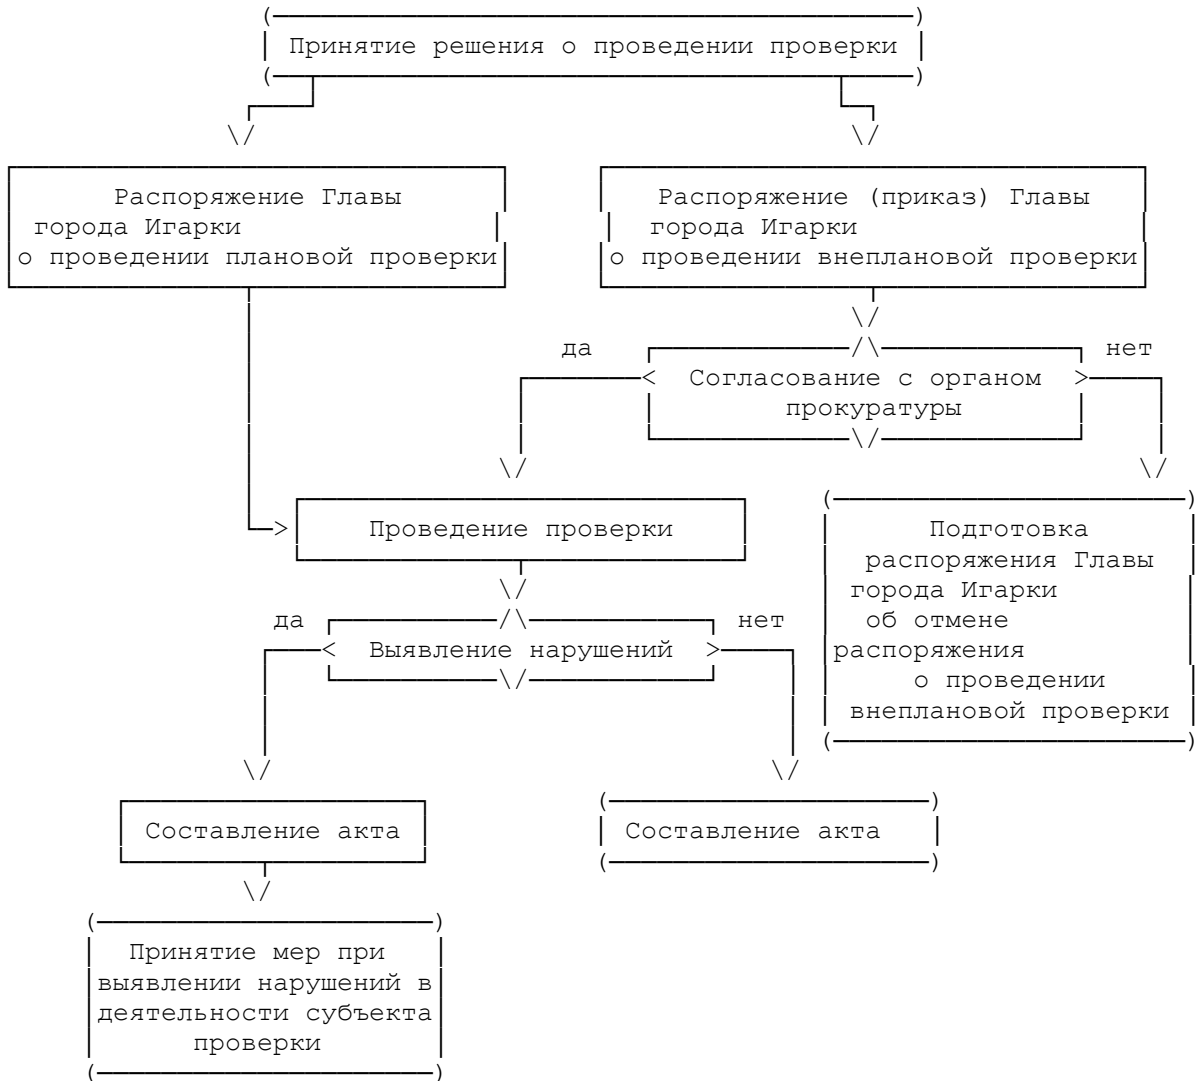 Принятие решения о проведении проверки
Распоряжение Главы
города Игарки
о проведении плановой проверки
Распоряжение (приказ) Главы
города Игарки
о проведении внеплановой проверки
да
нет
Согласование с органом
прокуратуры
Проведение проверки
Подготовка
распоряжения Главы
города Игарки
об отмене
распоряжения
о проведении
внеплановой проверки
да
нет
Выявление нарушений
Составление акта
Составление акта
Принятие мер при
выявлении нарушений в
деятельности субъекта
проверки